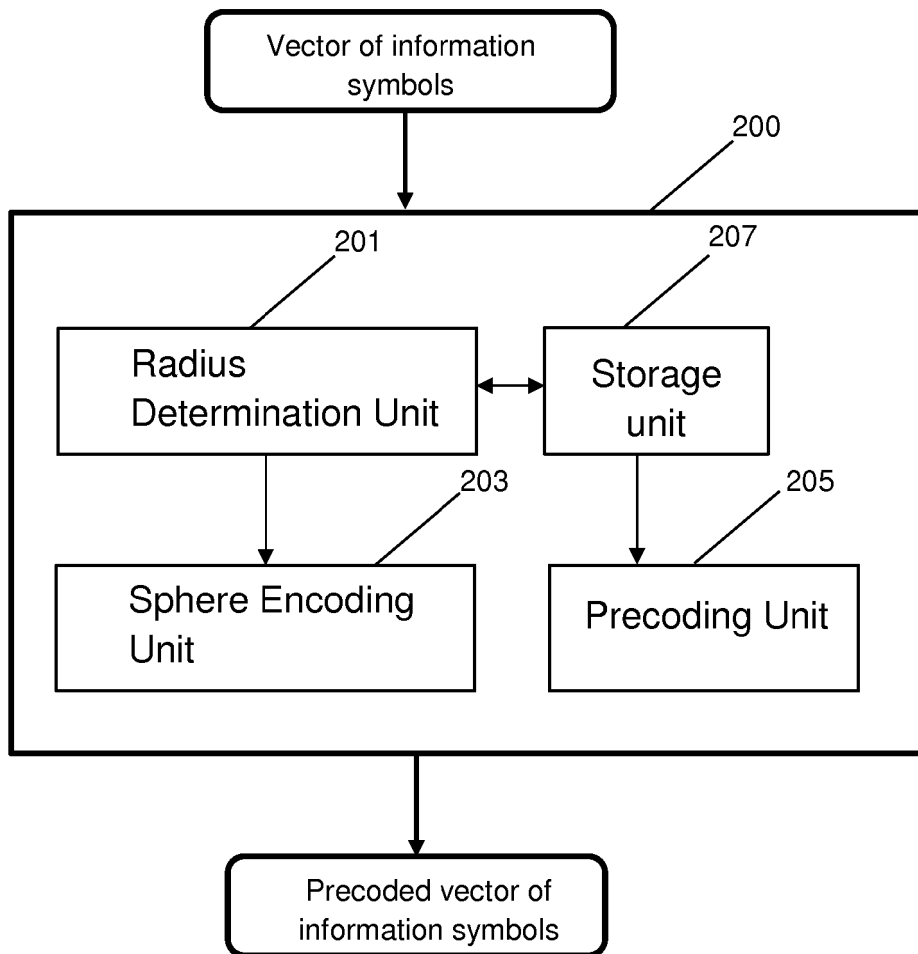 Vector of information
symbols
200
201
207
Radius
Determination Unit
Storage
unit
203
205
Sphere Encoding
Unit
Precoding Unit
Precoded vector of
information symbols